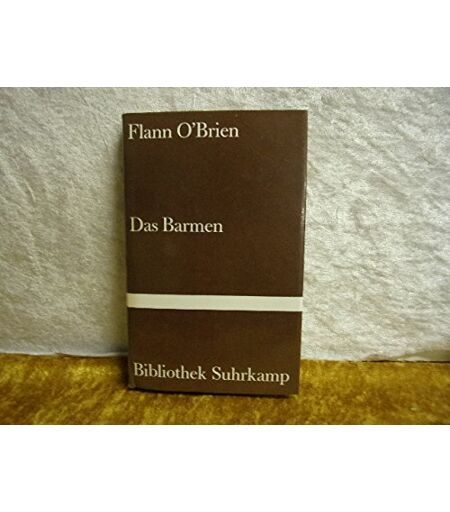 Flann O'Brien
Das Barmen
Bibliothek Suhrkamp